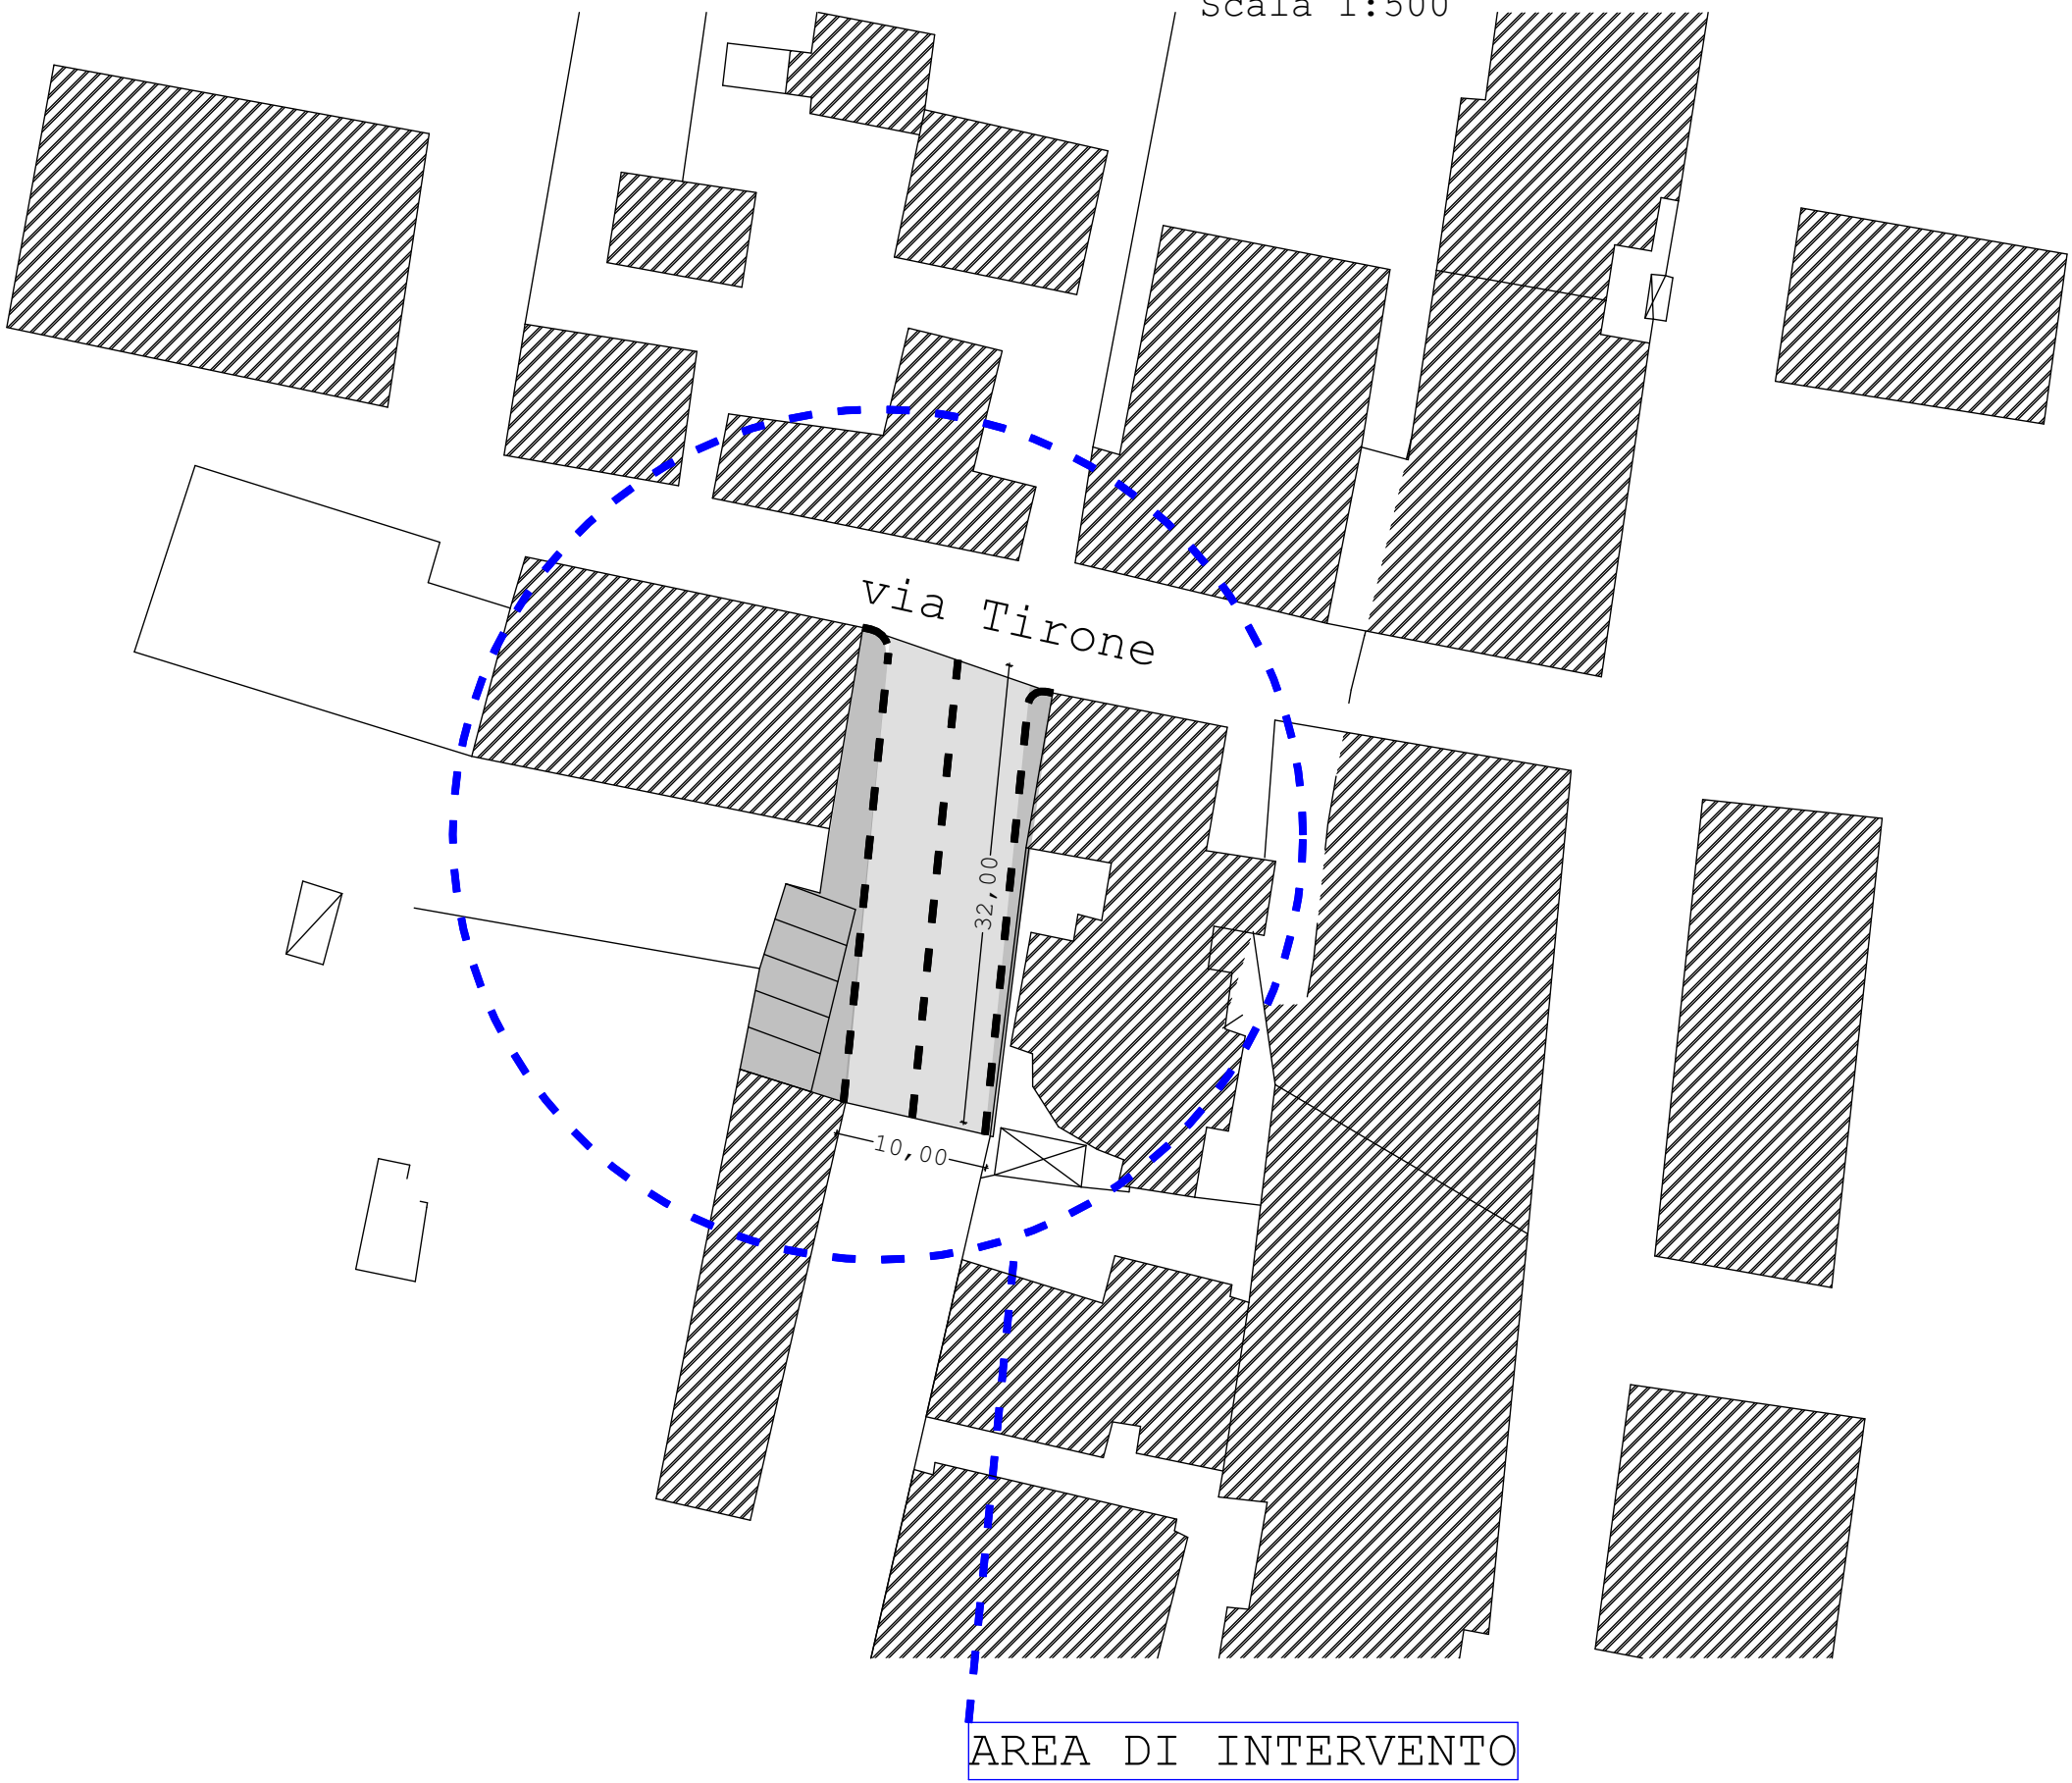 Scala 1:500
via Tirone
32,00
10,00
AREA DI INTERVENTO